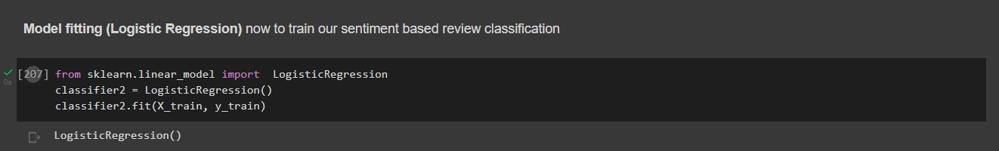 Model fitting (Logistic Regression) now to train our sentiment based review classification
[207] from sklearn.linear_model import  LogisticRegression
0s
classifier2 = LogisticRegression()
classifier2.fit(X_train, y_train)
LogisticRegression()